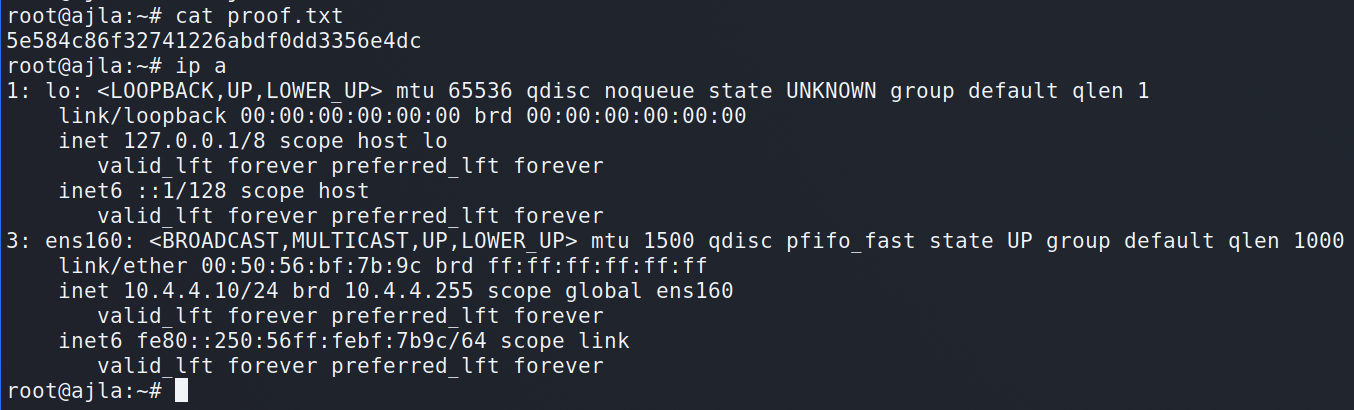 root@ajla:~# cat proof.txt
5e584c86f32741226abdf0dd3356e4dc
root@ajla:~# ip a
1: lo: <LOOPBACK,UP,LOWER_UP> mtu 65536 qdisc noqueue state UNKNOWN group default qlen 1
    link/loopback 00:00:00:00:00:00 brd 00:00:00:00:00:00
    inet 127.0.0.1/8 scope host lo
       valid_lft forever preferred_lft forever
    inet6 ::1/128 scope host
       valid_lft forever preferred_lft forever
3: ens160: <BROADCAST,MULTICAST,UP,LOWER_UP> mtu 1500 qdisc pfifo_fast state UP group default qlen 1000
    link/ether 00:50:56:bf:7b:9c brd ff:ff:ff:ff:ff:ff
    inet 10.4.4.10/24 brd 10.4.4.255 scope global ens160
       valid_lft forever preferred_lft forever
    inet6 fe80::250:56ff:febf:7b9c/64 scope link
       valid_lft forever preferred_lft forever
root@ajla:~#